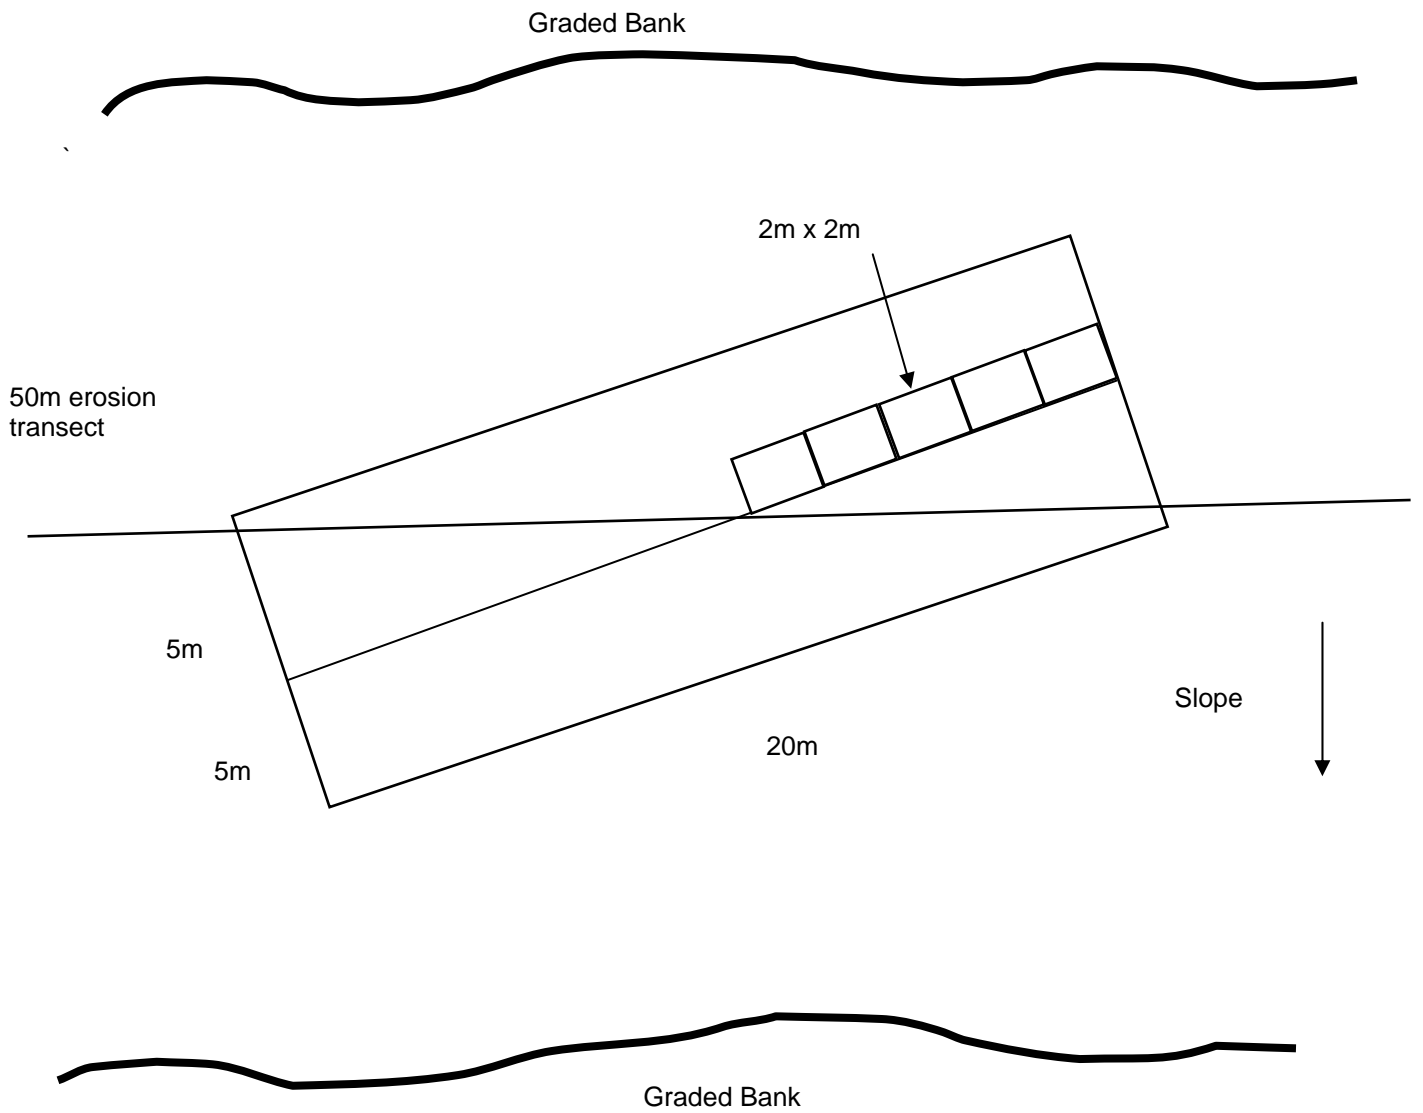 Graded Bank
`
2m x 2m
50m erosion
transect
5m
Slope
20m
5m
Graded Bank